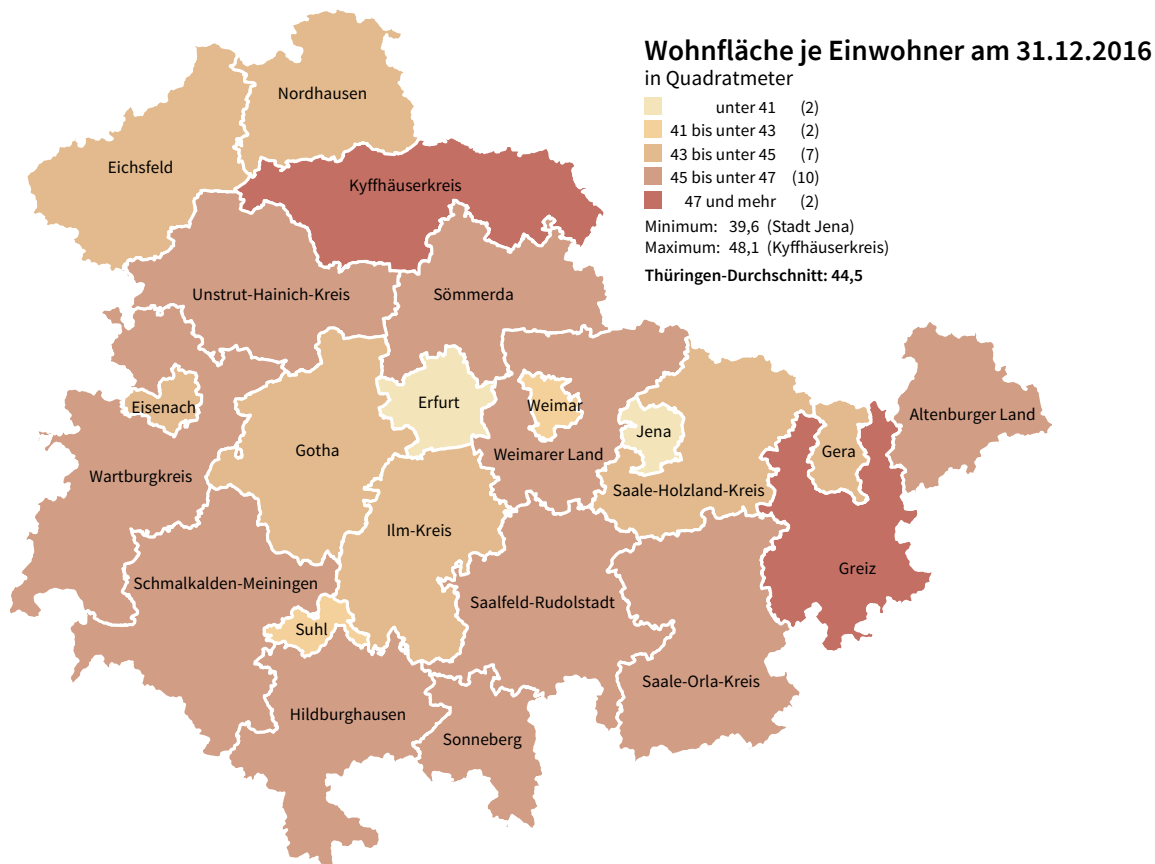 Wohnfläche je Einwohner am 31.12.2016
in Quadratmeter
unter 41 (2)
41 bis unter 43 (2)
43 bis unter 45 (7)
45 bis unter 47 (10)
47 und mehr (2)
Minimum: 39,6 (Stadt Jena)
Maximum: 48,1 (Kyffhäuserkreis)
Thüringen-Durchschnitt: 44,5
Nordhausen
Eichsfeld
Kyffhäuserkreis
Unstrut-Hainich-Kreis
Sömmerda
Eisenach
Erfurt
Weimar
Altenburger Land
Jena
Gotha
Weimarer Land
Gera
Wartburgkreis
Saale-Holzland-Kreis
Ilm-Kreis
Greiz
Schmalkalden-Meiningen
Saalfeld-Rudolstadt
Suhl
Saale-Orla-Kreis
Hildburghausen
Sonneberg